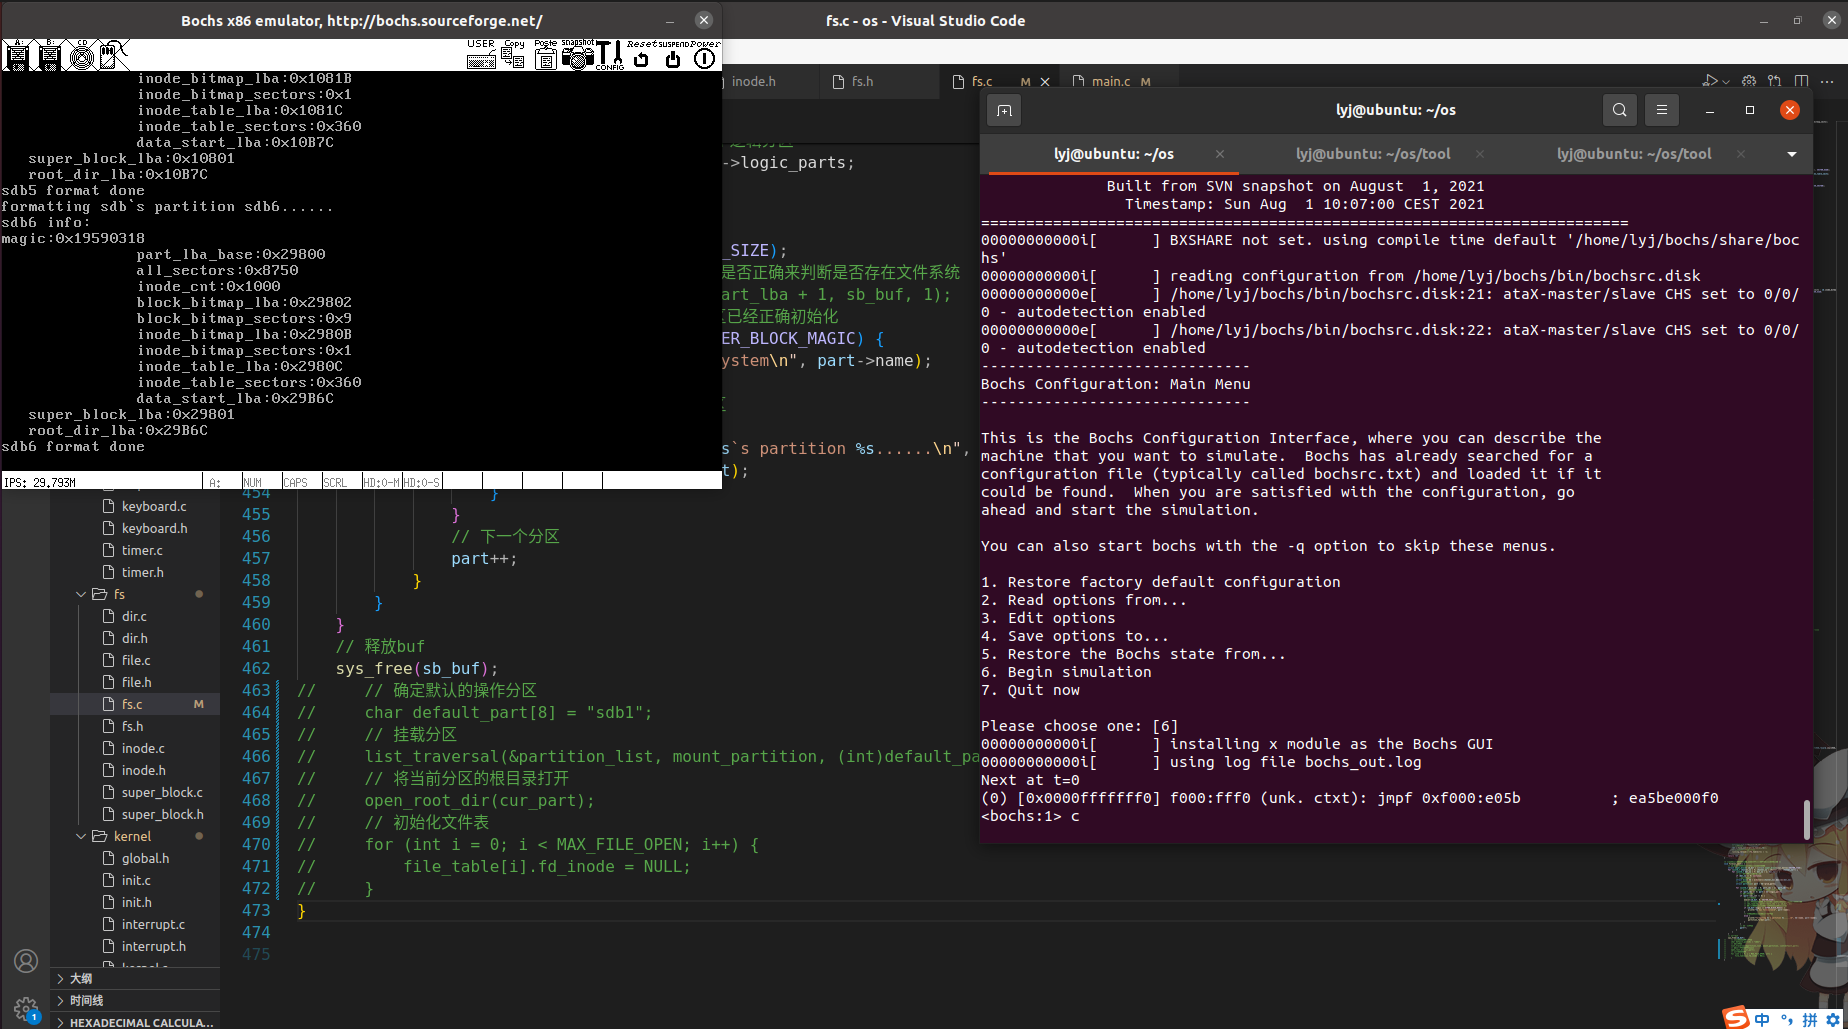 Bochs x86 emulator, http://bochs.sourceforge.net/
A:
B:
CD
USER
Copy
Paste
snapshot
CONFIG
Reset
SUSPEND
Power
inode_bitmap_lba:0x1081B
inode_bitmap_sectors:0x1
inode_table_lba:0x1081C
inode_table_sectors:0x360
data_start_lba:0x10B7C
super_block_lba:0x10801
root_dir_lba:0x10B7C
sdb5 format done
formatting sdb`s partition sdb6......
sdb6 info:
magic:0x19590318
part_lba_base:0x29800
all_sectors:0x8750
inode_cnt:0x1000
block_bitmap_lba:0x29802
block_bitmap_sectors:0x9
inode_bitmap_lba:0x2980B
inode_bitmap_sectors:0x1
inode_table_lba:0x2980C
inode_table_sectors:0x360
data_start_lba:0x29B6C
super_block_lba:0x29801
root_dir_lba:0x29B6C
sdb6 format done
IPS: 29.793M
A:
NUM
CAPS
SCRL
HD:0-M
HD:0-S
fs.c - os - Visual Studio Code
inode.h
fs.h
fs.c M
main.c M
->logic_parts;
_SIZE);
是否正确来判断是否存在文件系统
art_lba + 1, sb_buf, 1);
区已经正确初始化
ER_BLOCK_MAGIC) {
ystem\n", part->name);
区
s`s partition %s......\n",
t);
454 }
455 }
456 // 下一个分区
457 part++;
458 }
459 }
460 }
461 // 释放buf
462 sys_free(sb_buf);
463 // // 确定默认的操作分区
464 // char default_part[8] = "sdb1";
465 // // 挂载分区
466 // list_traversal(&partition_list, mount_partition, (int)default_pa
467 // // 将当前分区的根目录打开
468 // open_root_dir(cur_part);
469 // // 初始化文件表
470 // for (int i = 0; i < MAX_FILE_OPEN; i++) {
471 // file_table[i].fd_inode = NULL;
472 // }
473 }
474
475
keyboard.c
keyboard.h
timer.c
timer.h
fs
dir.c
dir.h
file.c
file.h
fs.c M
fs.h
inode.c
inode.h
super_block.c
super_block.h
kernel
global.h
init.c
init.h
interrupt.c
interrupt.h
大纲
时间线
HEXADECIMAL CALCULA...
1
lyj@ubuntu: ~/os
lyj@ubuntu: ~/os
lyj@ubuntu: ~/os/tool
lyj@ubuntu: ~/os/tool
Built from SVN snapshot on August  1, 2021
Timestamp: Sun Aug  1 10:07:00 CEST 2021
========================================================================
00000000000i[      ] BXSHARE not set. using compile time default '/home/lyj/bochs/share/boc
hs'
00000000000i[      ] reading configuration from /home/lyj/bochs/bin/bochsrc.disk
00000000000e[      ] /home/lyj/bochs/bin/bochsrc.disk:21: ataX-master/slave CHS set to 0/0/
0 - autodetection enabled
00000000000e[      ] /home/lyj/bochs/bin/bochsrc.disk:22: ataX-master/slave CHS set to 0/0/
0 - autodetection enabled
------------------------------
Bochs Configuration: Main Menu
------------------------------
This is the Bochs Configuration Interface, where you can describe the
machine that you want to simulate.  Bochs has already searched for a
configuration file (typically called bochsrc.txt) and loaded it if it
could be found.  When you are satisfied with the configuration, go
ahead and start the simulation.
You can also start bochs with the -q option to skip these menus.
1. Restore factory default configuration
2. Read options from...
3. Edit options
4. Save options to...
5. Restore the Bochs state from...
6. Begin simulation
7. Quit now
Please choose one: [6]
00000000000i[      ] installing x module as the Bochs GUI
00000000000i[      ] using log file bochs_out.log
Next at t=0
(0) [0x0000fffffff0] f000:fff0 (unk. ctxt): jmpf 0xf000:e05b          ; ea5be000f0
<bochs:1> c
S 中 °, 拼